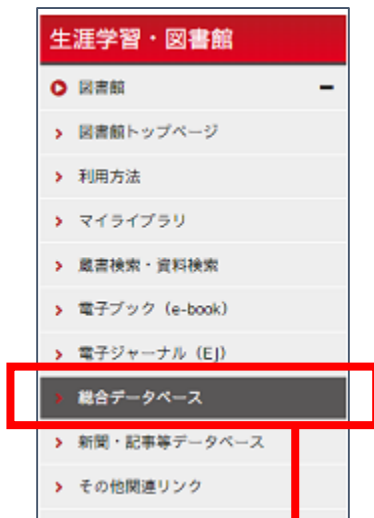 生涯学習・図書館
図書館
図書館トップページ
利用方法
マイライブラリ
蔵書検索・資料検索
電子ブック（e-book）
電子ジャーナル（EJ）
総合データベース
新聞・記事等データベース
その他関連リンク